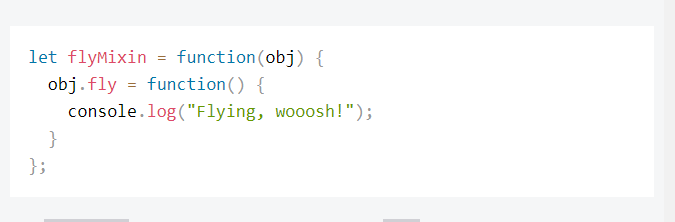 let flyMixin = function(obj) {
  obj.fly = function() {
    console.log("Flying, wooosh!");
  }
};